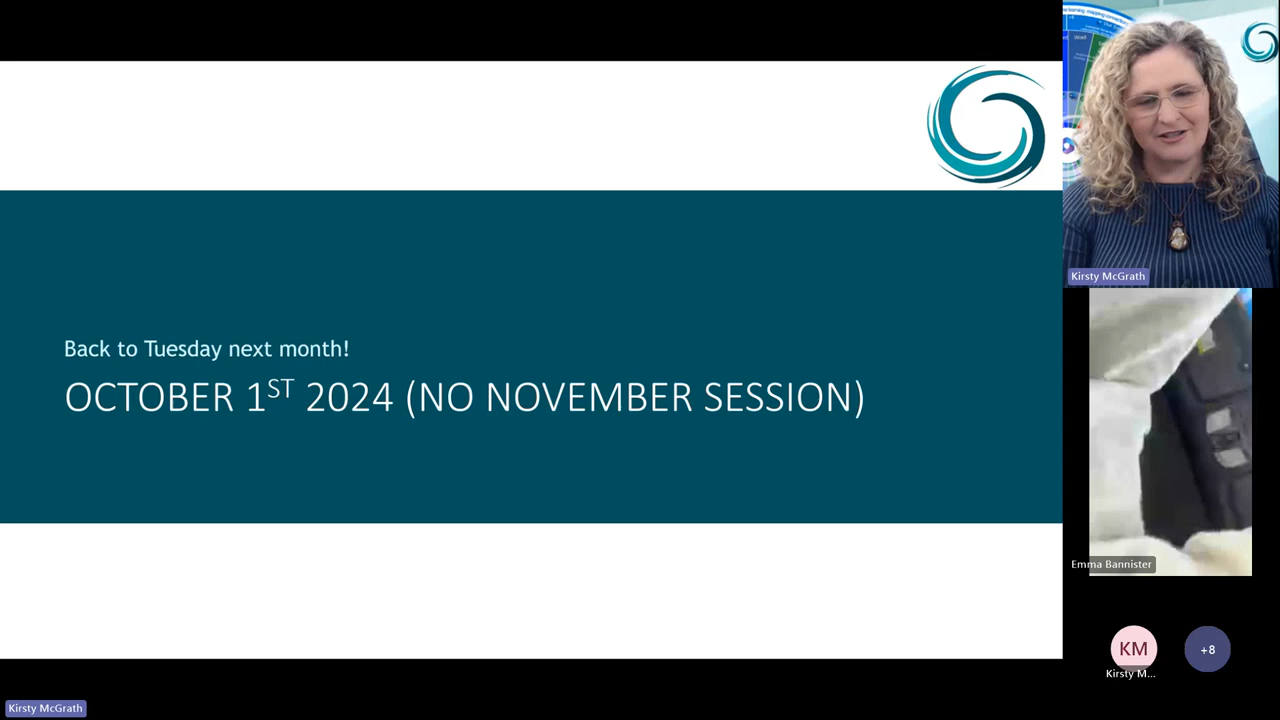 Back to Tuesday next month!
OCTOBER 1ST 2024 (NO NOVEMBER SESSION)
Word
Kirsty McGrath
Emma Bannister
KM
Kirsty M...
+8
Kirsty McGrath